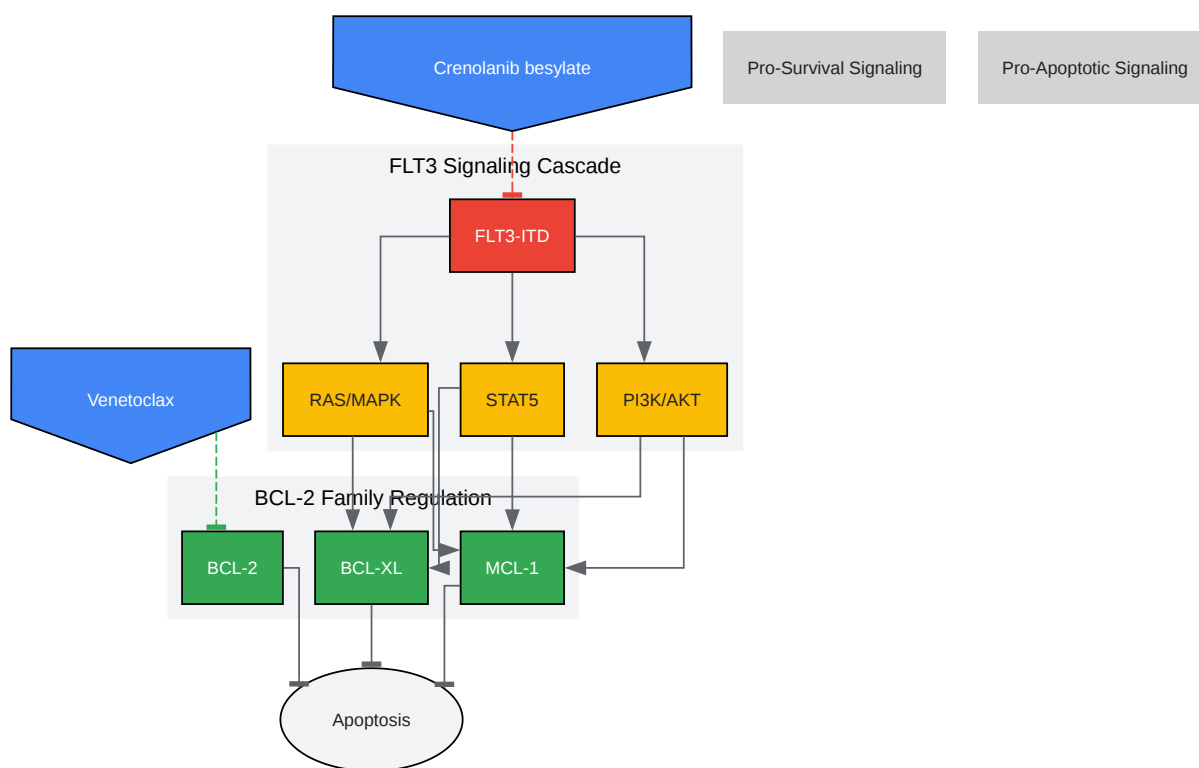 Crenolanib besylate
Pro-Survival Signaling
Pro-Apoptotic Signaling
FLT3 Signaling Cascade
FLT3-ITD
RAS/MAPK
STAT5
PI3K/AKT
Venetoclax
BCL-2 Family Regulation
BCL-2
BCL-XL
MCL-1
Apoptosis